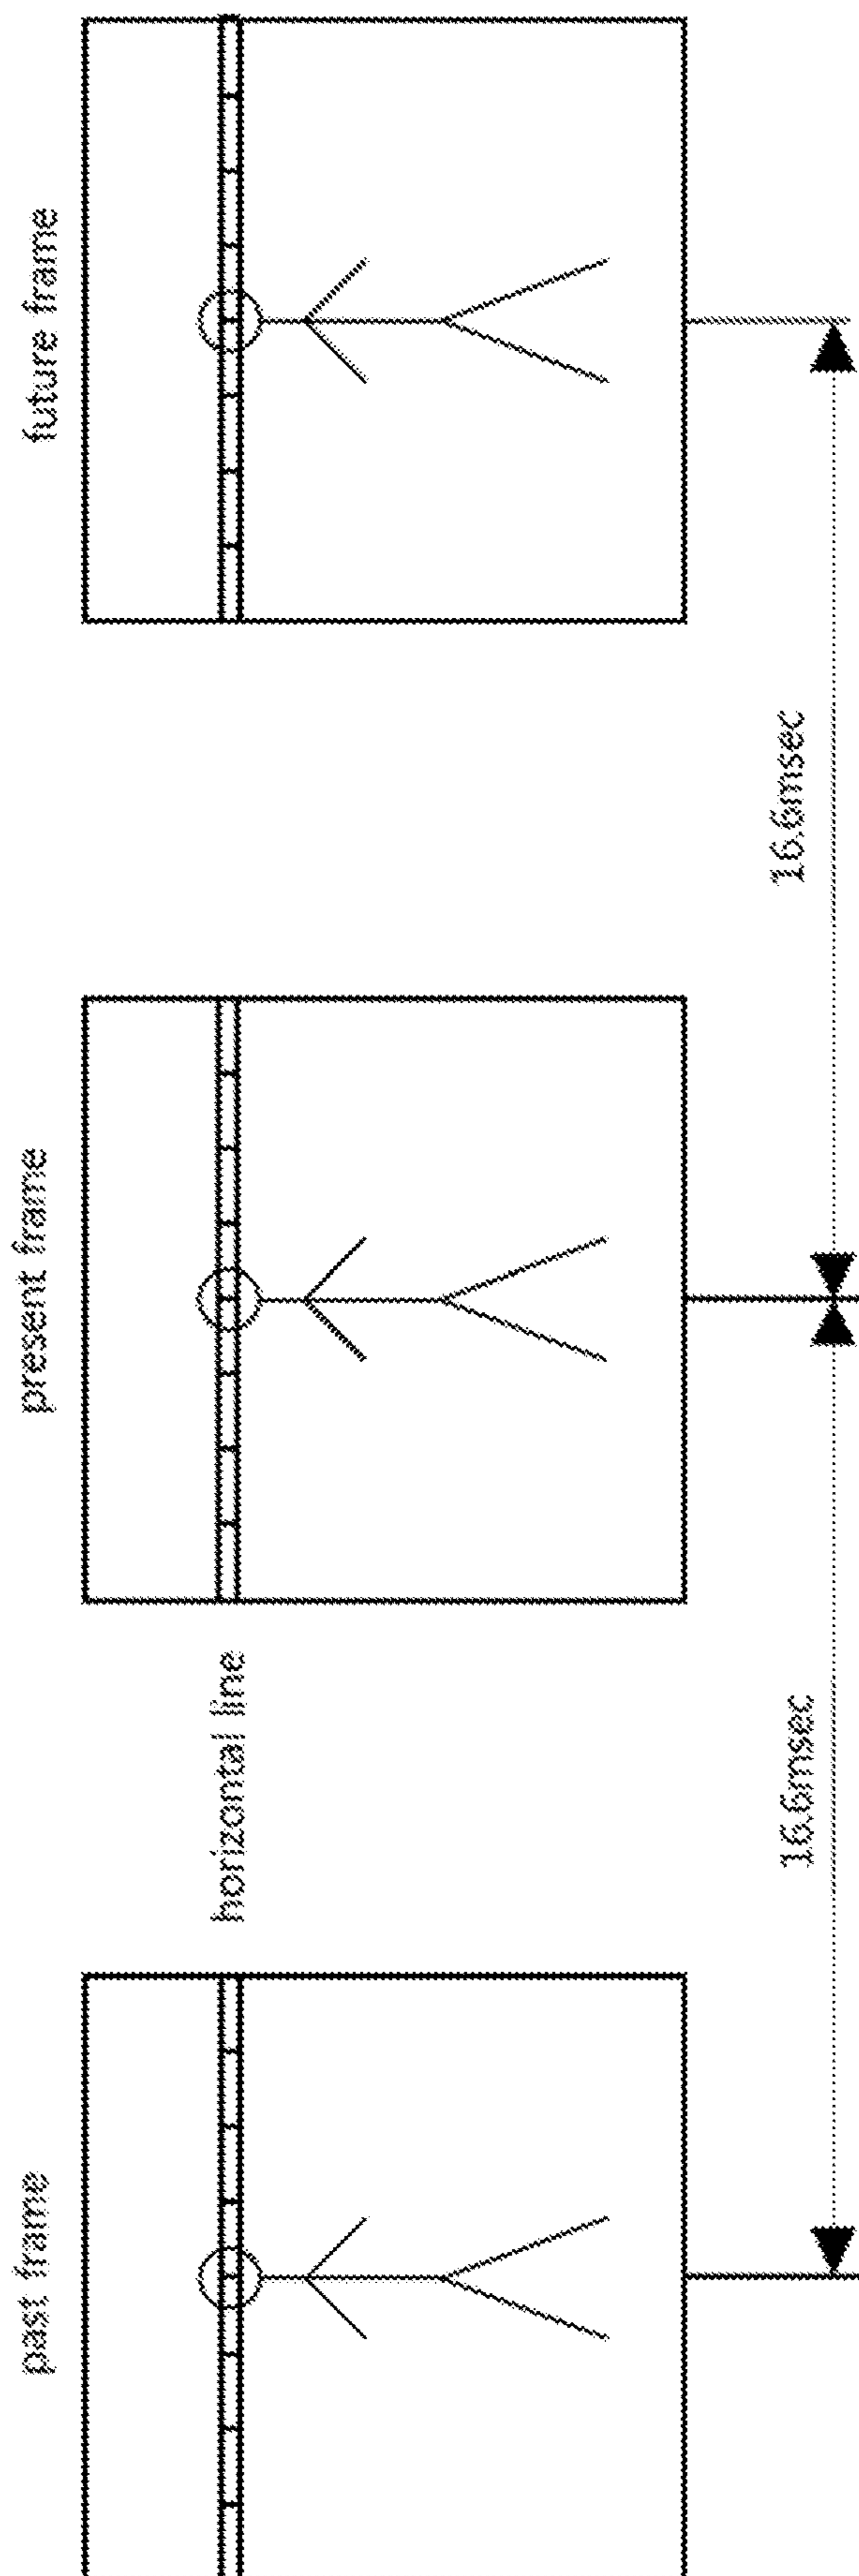 past frame
present frame
future frame
horizontal line
16.6msec
16.6msec